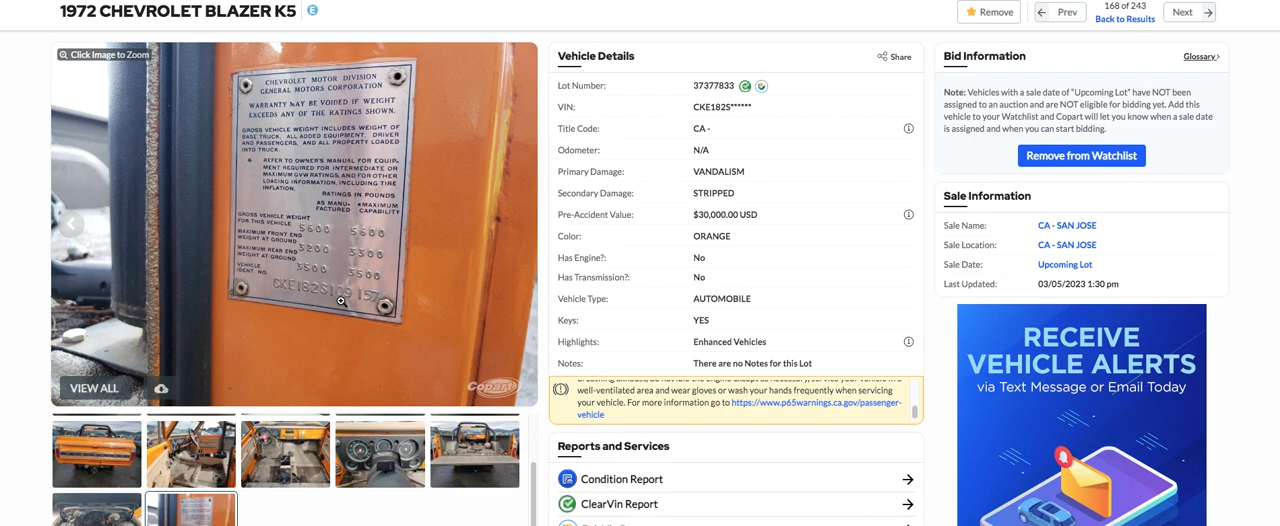 1972 CHEVROLET BLAZER K5
E
Remove
Prev
168 of 243
Back to Results
Next
Click Image to Zoom
CHEVROLET MOTOR DIVISION
GENERAL MOTORS CORPORATION
WARRANTY MAY BE VOIDED IF WEIGHT
EXCEEDS ANY OF THE RATINGS SHOWN.
GROSS VEHICLE WEIGHT INCLUDES WEIGHT OF
BASE TRUCK, ALL ADDED EQUIPMENT, DRIVER
AND PASSENGERS, AND ALL PROPERTY LOADED
INTO TRUCK.
* REFER TO OWNER'S MANUAL FOR EQUIP-
MENT REQUIRED FOR INTERMEDIATE OR
MAXIMUM GVW RATINGS, AND FOR OTHER
LOADING INFORMATION, INCLUDING TIRE
INFLATION.
RATINGS IN POUNDS
AS MANU- *MAXIMUM
FACTURED CAPABILITY
GROSS VEHICLE WEIGHT
FOR THIS VEHICLE 5600 5600
MAXIMUM FRONT END
WEIGHT AT GROUND 3200 3300
MAXIMUM REAR END
WEIGHT AT GROUND 3500 3500
VEHICLE
IDENT. NO. CKE182S109157
VIEW ALL
Copart
Vehicle Details
Share
Lot Number: 37377833
VIN: CKE182S******
Title Code: CA -
Odometer: N/A
Primary Damage: VANDALISM
Secondary Damage: STRIPPED
Pre-Accident Value: $30,000.00 USD
Color: ORANGE
Has Engine?: No
Has Transmission?: No
Vehicle Type: AUTOMOBILE
Keys: YES
Highlights: Enhanced Vehicles
Notes: There are no Notes for this Lot
well-ventilated area and wear gloves or wash your hands frequently when servicing
your vehicle. For more information go to https://www.p65warnings.ca.gov/passenger-
vehicle
Reports and Services
Condition Report
ClearVin Report
Bid Information
Glossary
Note: Vehicles with a sale date of "Upcoming Lot" have NOT been
assigned to an auction and are NOT eligible for bidding yet. Add this
vehicle to your Watchlist and Copart will let you know when a sale date
is assigned and when you can start bidding.
Remove from Watchlist
Sale Information
Sale Name: CA - SAN JOSE
Sale Location: CA - SAN JOSE
Sale Date: Upcoming Lot
Last Updated: 03/05/2023 1:30 pm
RECEIVE
VEHICLE ALERTS
via Text Message or Email Today